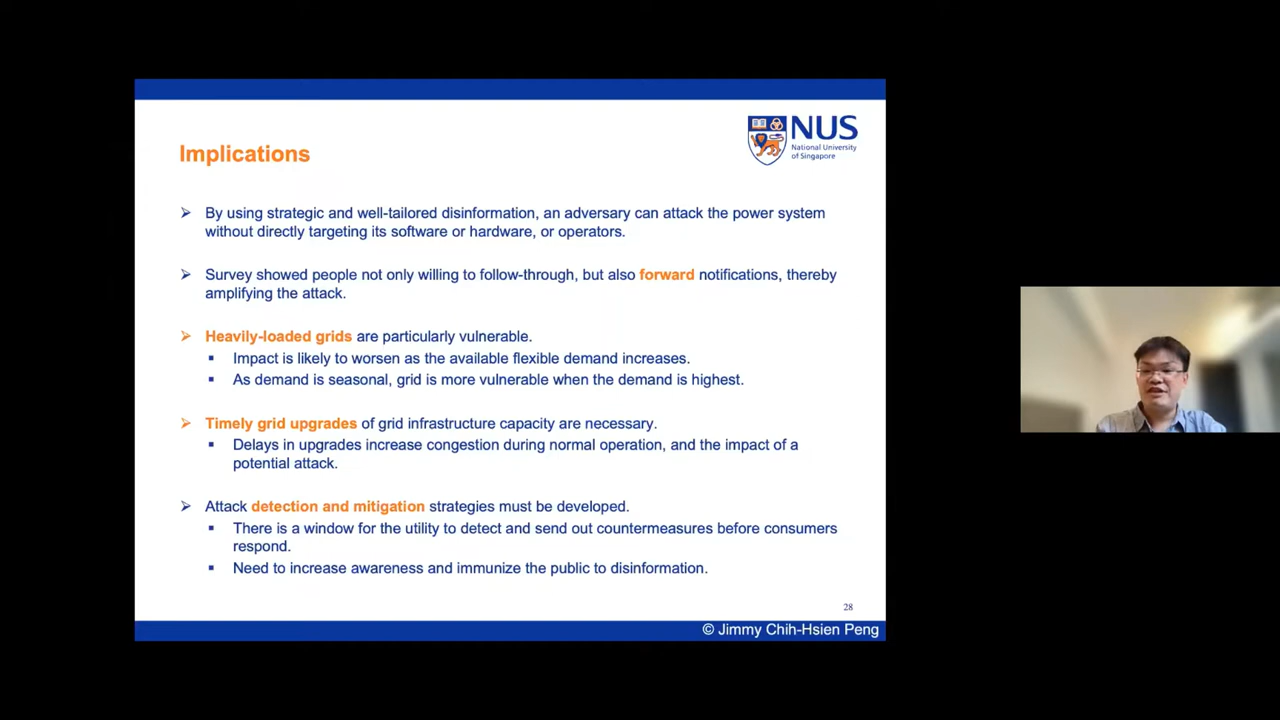 NUS
National University
of Singapore
Implications
➢ By using strategic and well-tailored disinformation, an adversary can attack the power system
without directly targeting its software or hardware, or operators.
➢ Survey showed people not only willing to follow-through, but also forward notifications, thereby
amplifying the attack.
➢ Heavily-loaded grids are particularly vulnerable.
▪ Impact is likely to worsen as the available flexible demand increases.
▪ As demand is seasonal, grid is more vulnerable when the demand is highest.
➢ Timely grid upgrades of grid infrastructure capacity are necessary.
▪ Delays in upgrades increase congestion during normal operation, and the impact of a
potential attack.
➢ Attack detection and mitigation strategies must be developed.
▪ There is a window for the utility to detect and send out countermeasures before consumers
respond.
▪ Need to increase awareness and immunize the public to disinformation.
28
© Jimmy Chih-Hsien Peng